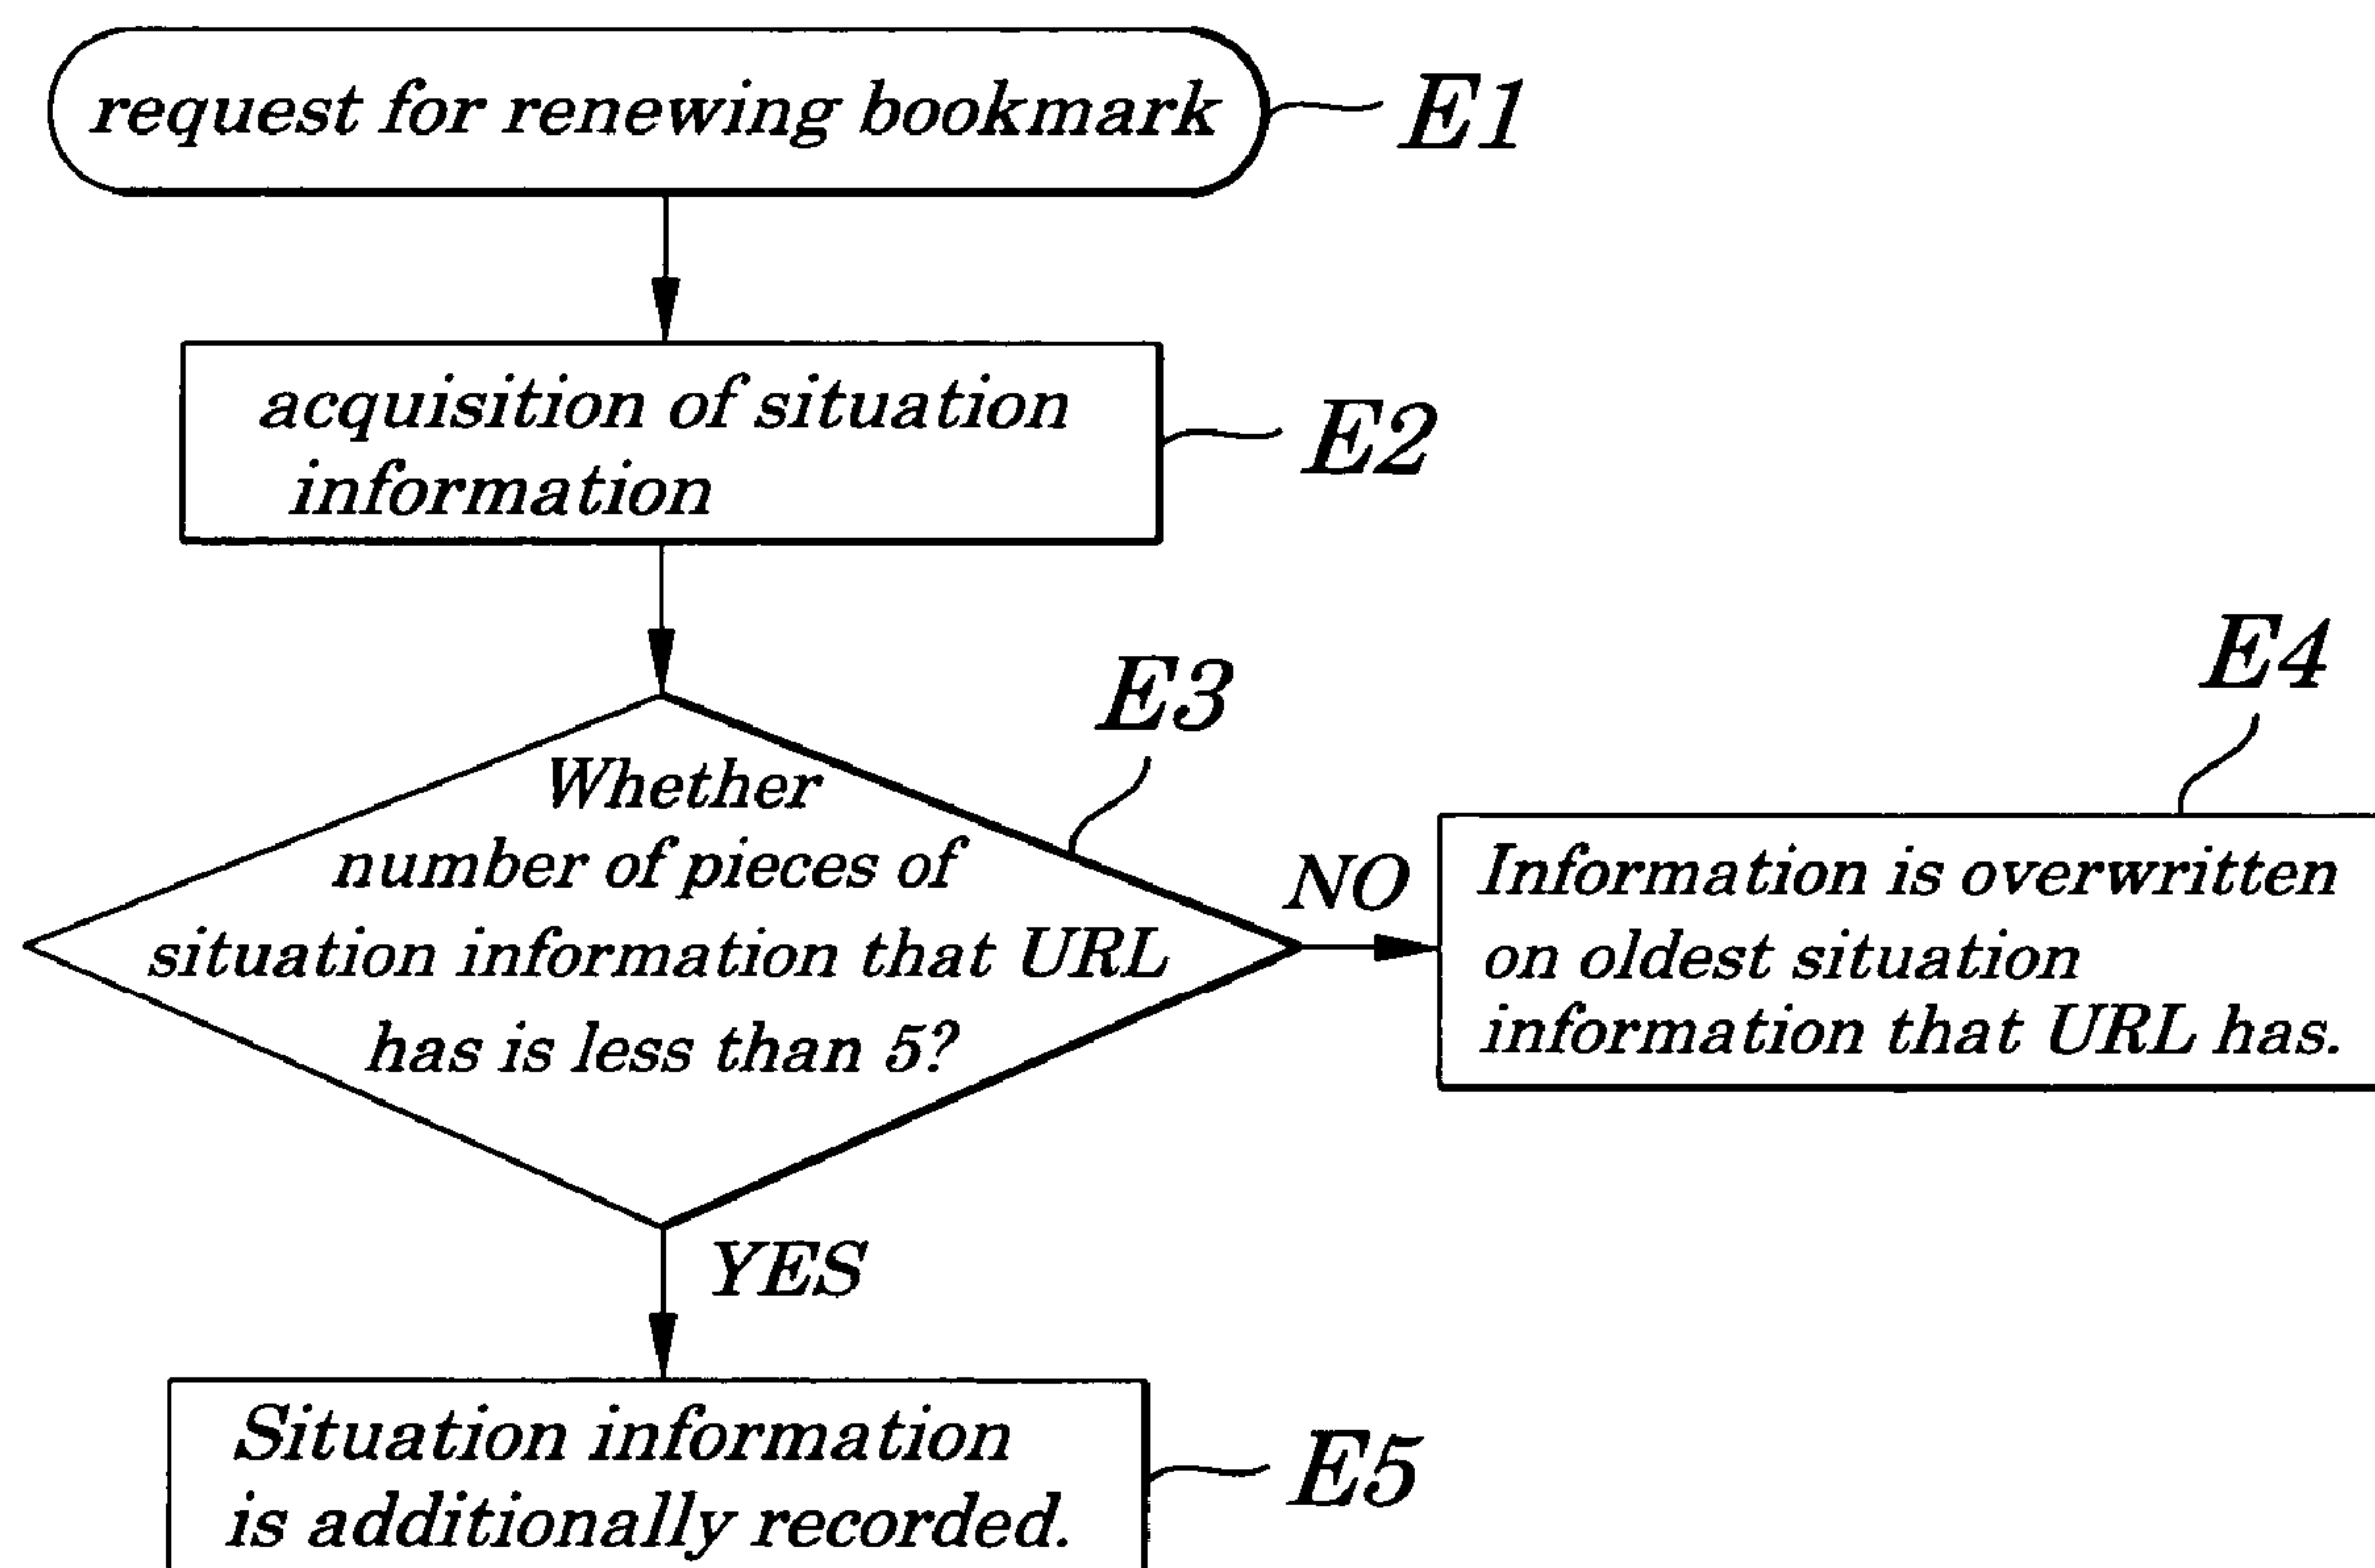 request for renewing bookmark
E1
acquisition of situation
information
E2
E3
Whether
number of pieces of
situation information that URL
has is less than 5?
NO
E4
Information is overwritten
on oldest situation
information that URL has.
YES
Situation information
is additionally recorded.
E5